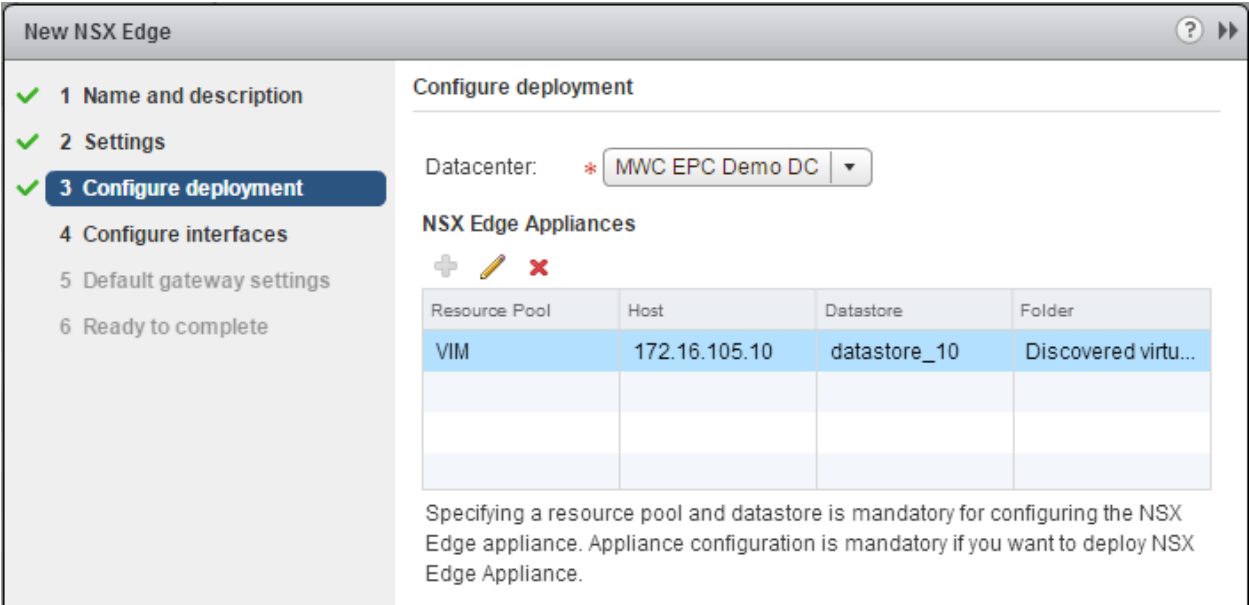 New NSX Edge
1 Name and description
2 Settings
3 Configure deployment
4 Configure interfaces
5 Default gateway settings
6 Ready to complete
Configure deployment
Datacenter: * MWC EPC Demo DC
NSX Edge Appliances
Resource Pool Host Datastore Folder
VIM 172.16.105.10 datastore_10 Discovered virtu...
Specifying a resource pool and datastore is mandatory for configuring the NSX
Edge appliance. Appliance configuration is mandatory if you want to deploy NSX
Edge Appliance.